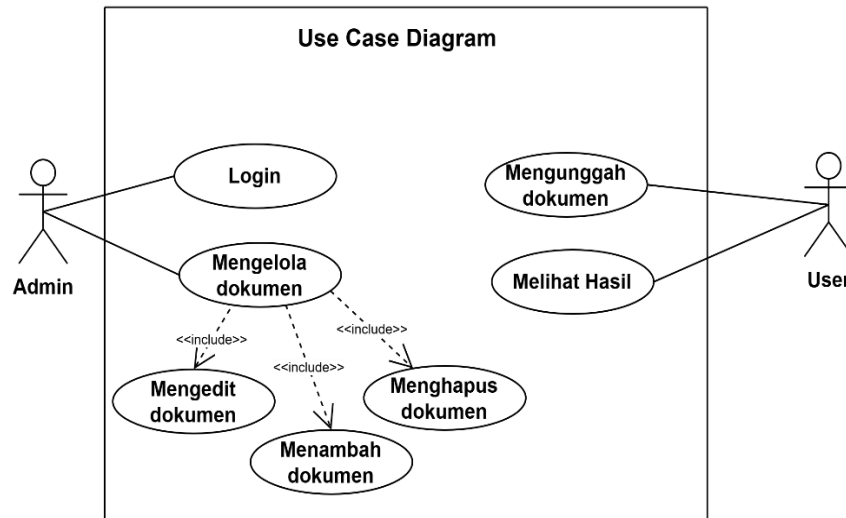 Use Case Diagram
Login
Mengunggah
dokumen
Admin
Mengelola
dokumen
Melihat Hasil
User
<<include>>
<<include>>
<<include>>
Mengedit
dokumen
Menghapus
dokumen
Menambah
dokumen